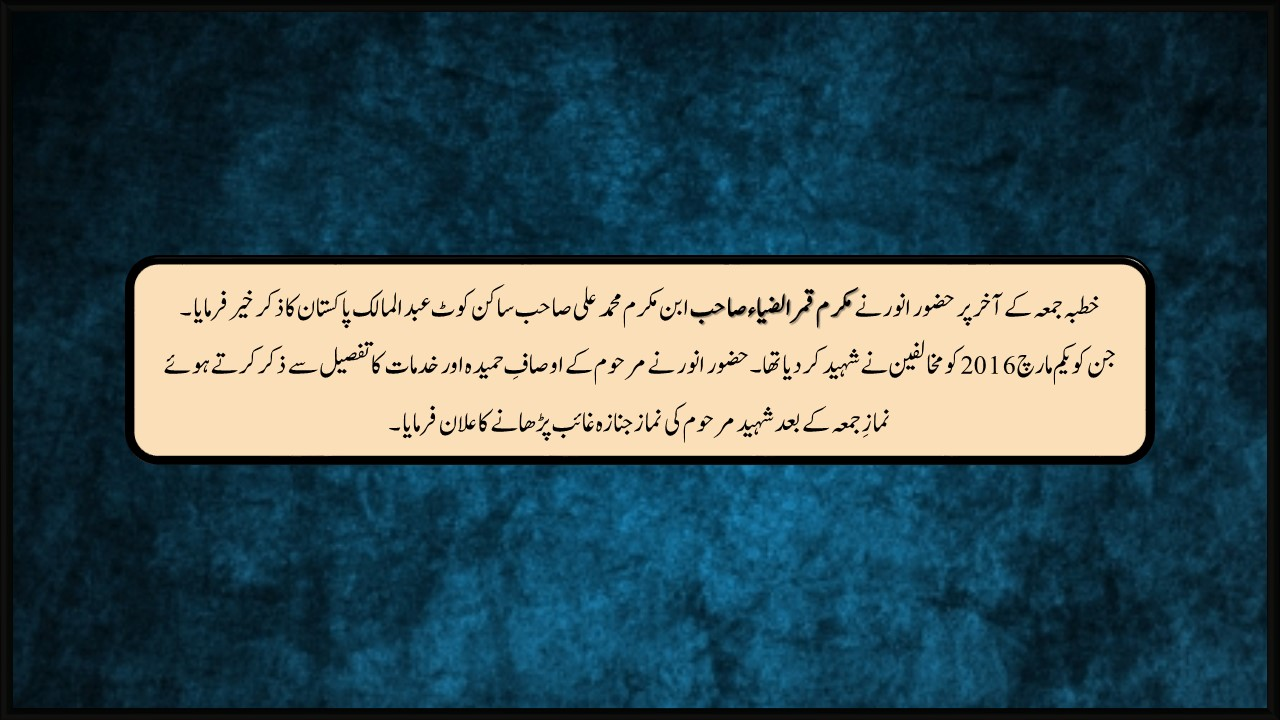 خطبہ جمعہ کے آخر پر حضور انور نے مکرم قمر الضیاء صاحب ابن مکرم محمد علی صاحب ساکن کوٹ عبد المالک پاکستان کا ذکر خیر فرمایا۔
جن کو یکم مارچ 2016 کو مخالفین نے شہید کر دیا تھا۔ حضور انور نے مرحوم کے اوصافِ حمیدہ اور خدمات کا تفصیل سے ذکر کرتے ہوئے
نمازِ جمعہ کے بعد شہید مرحوم کی نماز جنازہ غائب پڑھانے کا علان فرمایا۔